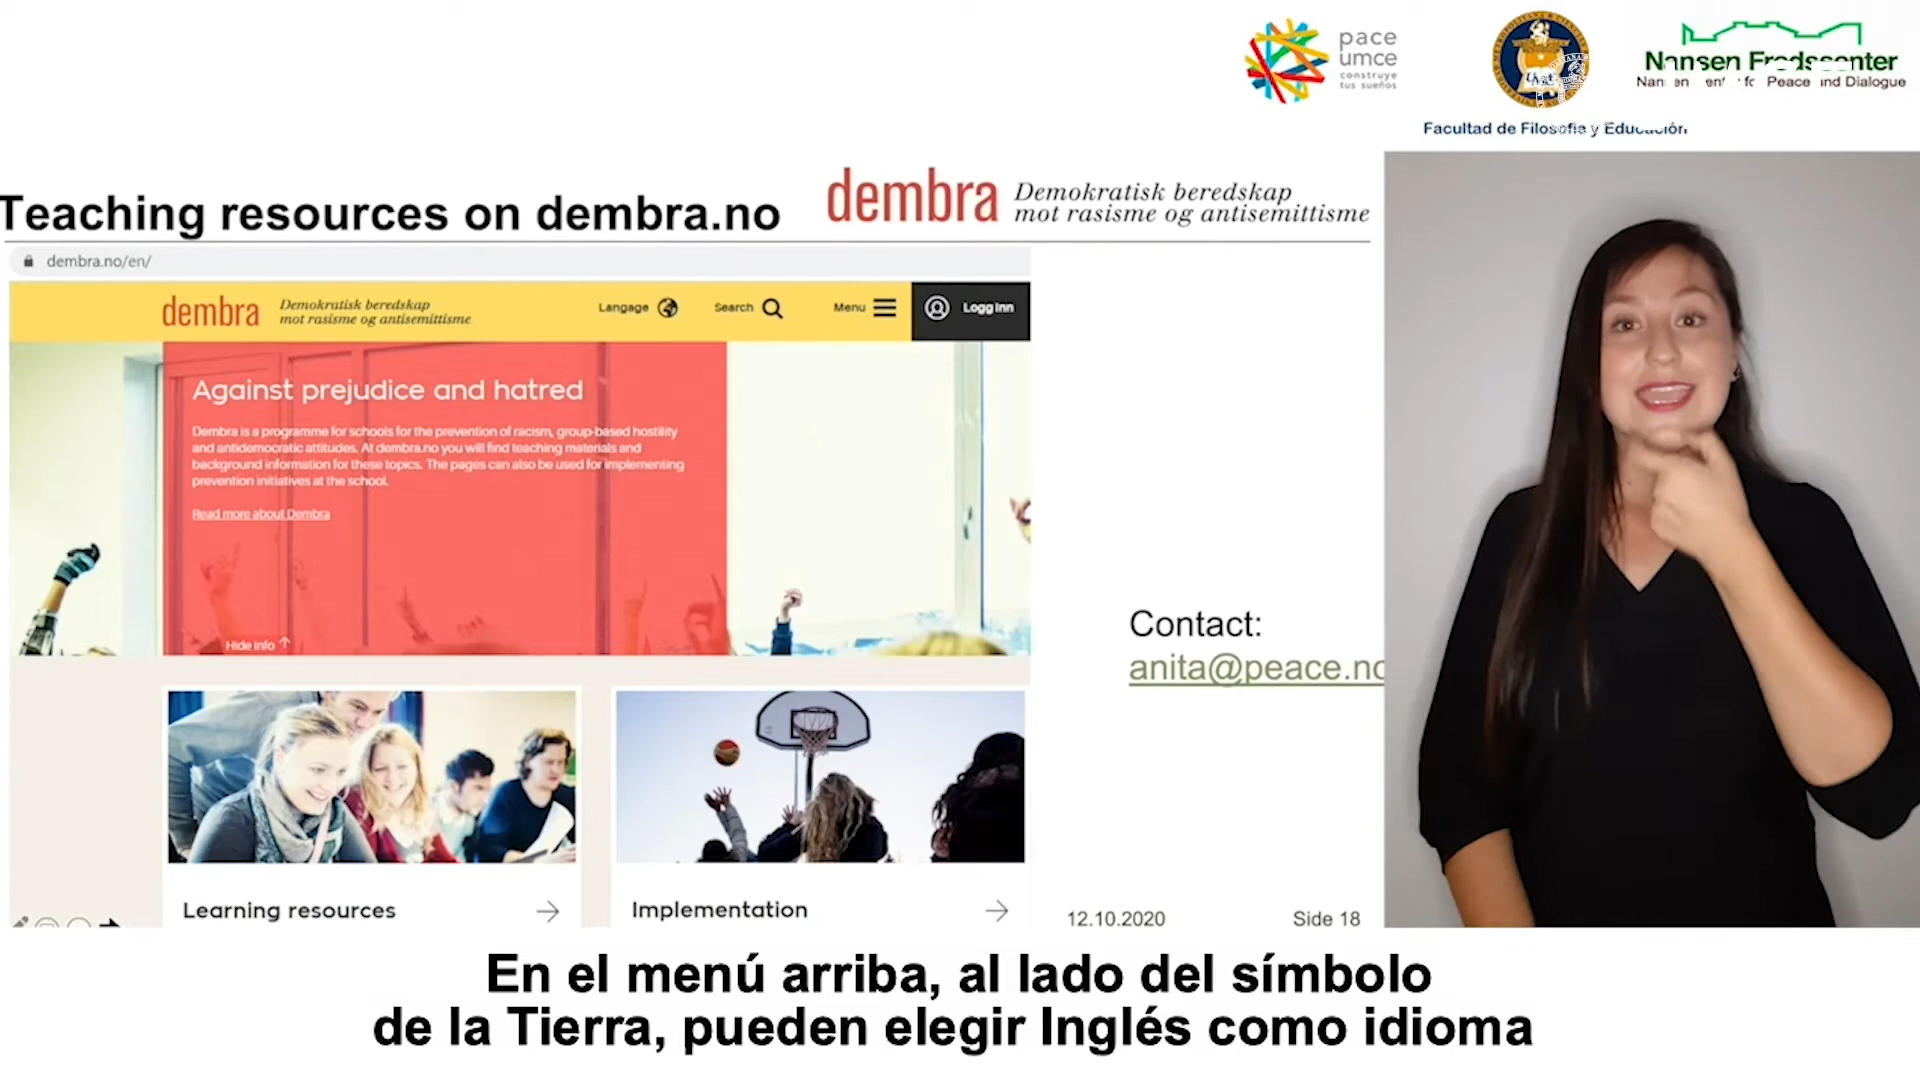 pace
umce
construye
tus sueños
Nansen Fredssenter
Peace and Dialogue
Facultad de Filosofía y Educación
Teaching resources on dembra.no
dembra
Demokratisk beredskap
mot rasisme og antisemittisme
dembra.no/en/
dembra
Demokratisk beredskap
mot rasisme og antisemittisme
Langage
Search
Menu
Logg inn
Against prejudice and hatred
Dembra is a programme for schools for the prevention of racism, group-based hostility
and antidemocratic attitudes. At dembra.no you will find teaching materials and
background information for these topics. The pages can also be used for implementing
prevention initiatives at the school.
Read more about Dembra
Hide info
Contact:
anita@peace.no
Learning resources
Implementation
12.10.2020
Side 18
En el menú arriba, al lado del símbolo
de la Tierra, pueden elegir Inglés como idioma